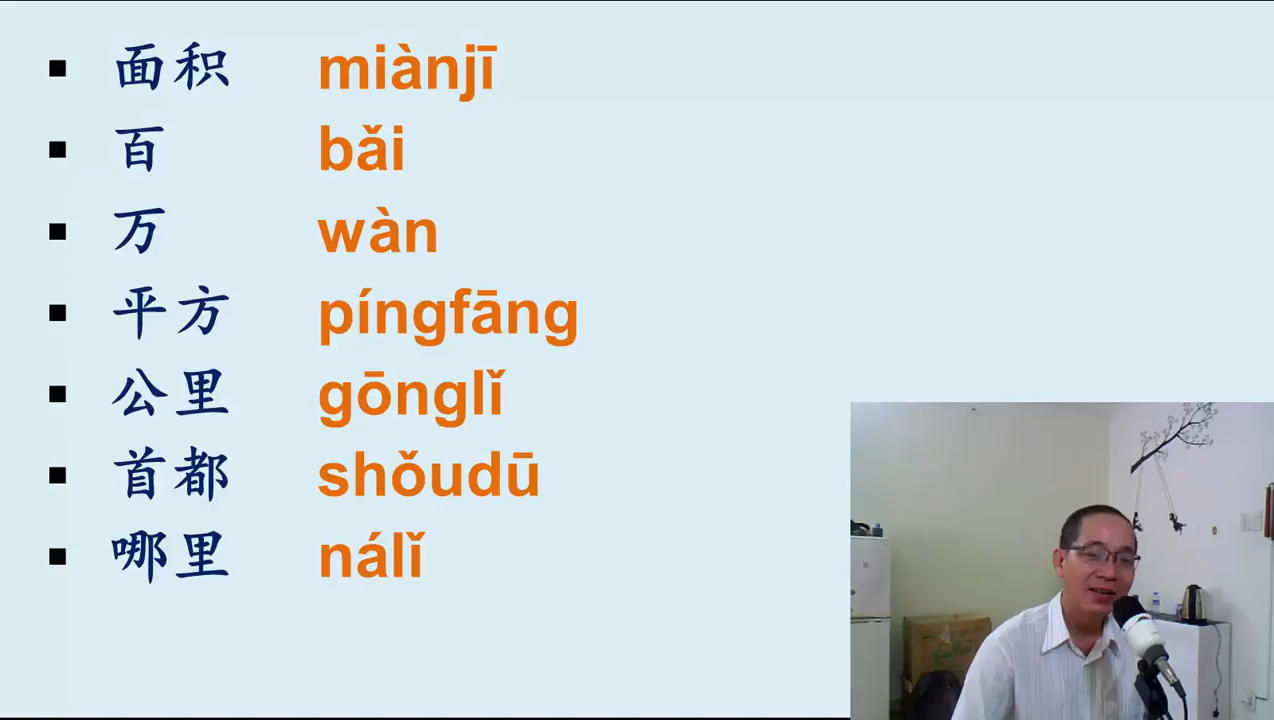 ▪ 面积 miànjī
▪ 百 bǎi
▪ 万 wàn
▪ 平方 píngfāng
▪ 公里 gōnglǐ
▪ 首都 shǒudū
▪ 哪里 nálǐ